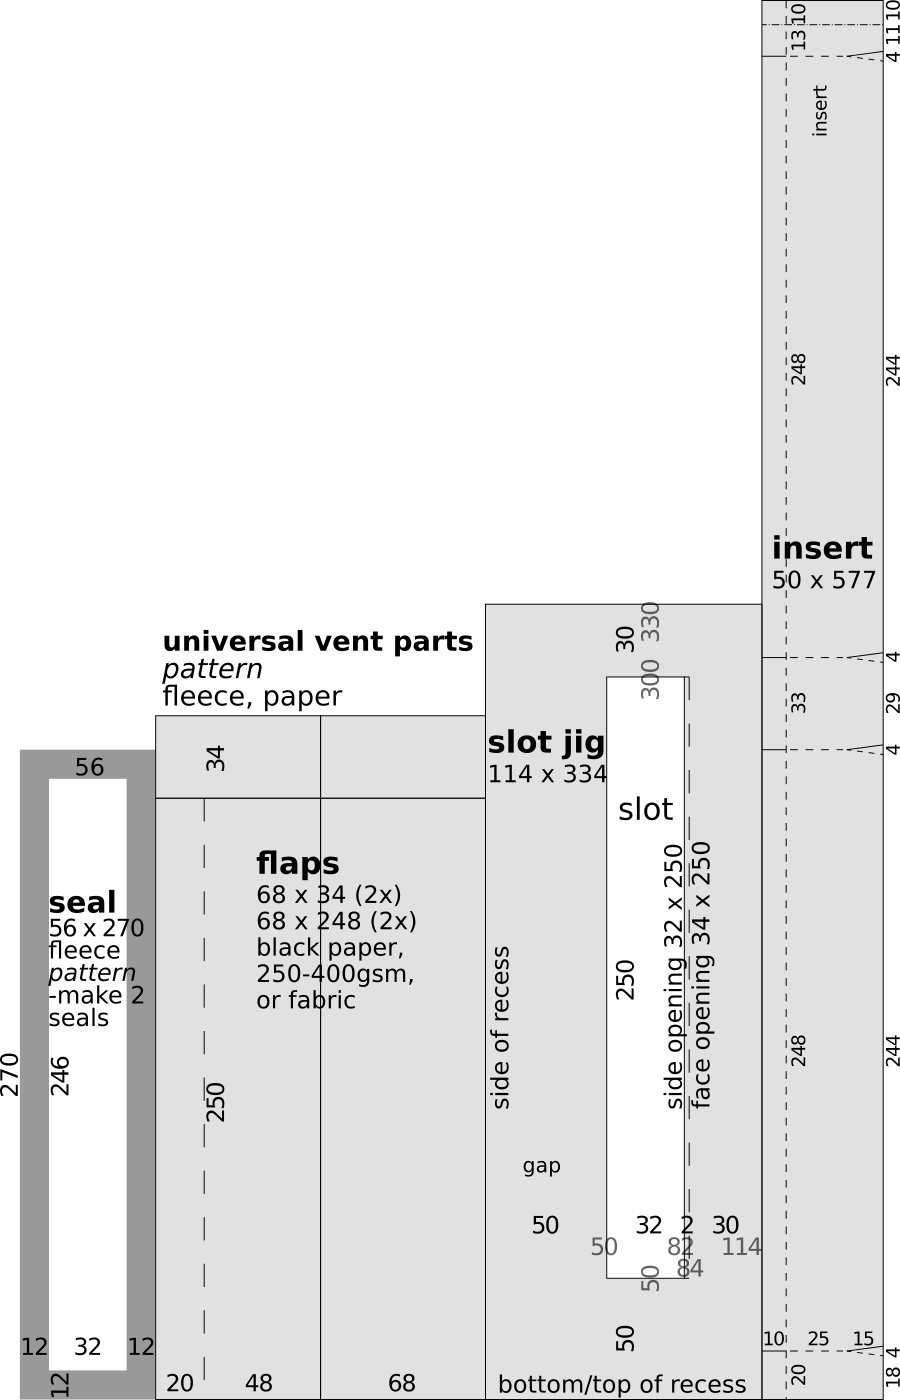 10
10
13
11
4
insert
248
244
insert
50 x 577
330
30
300
universal vent parts
pattern
fleece, paper
4
33
29
4
34
slot jig
114 x 334
56
slot
flaps
68 x 34 (2x)
68 x 248 (2x)
black paper,
250-400gsm,
or fabric
seal
56 x 270
fleece
pattern
-make 2
seals
side of recess
250
side opening 32 x 250
face opening 34 x 250
270
246
250
248
244
gap
50
32
2
30
50
82
114
84
50
12
32
12
50
10
25
15
4
12
20
48
68
bottom/top of recess
20
18